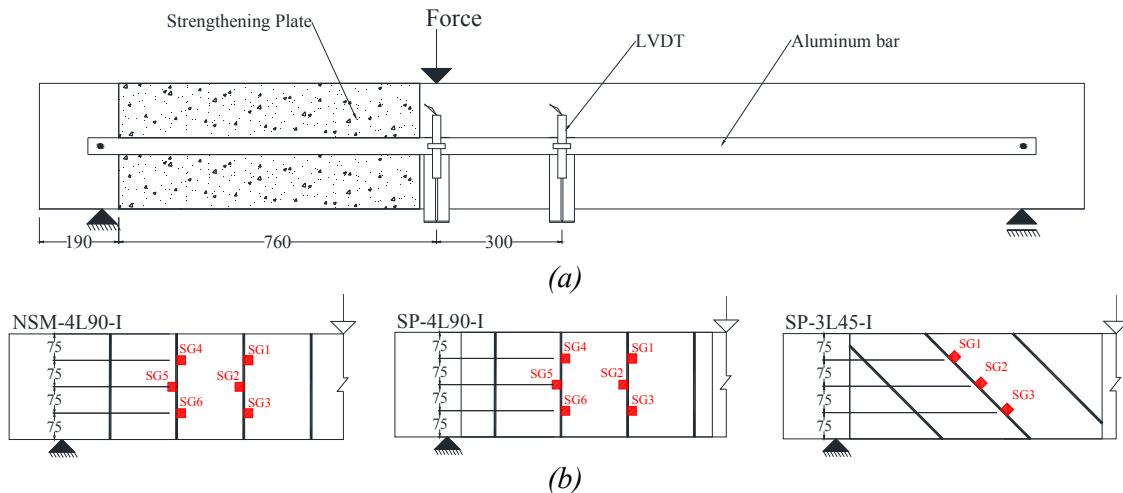 Strengthening Plate
Force
LVDT
Aluminum bar
190
760
300
(a)
NSM-4L90-I
75
75
75
75
SG4
SG1
SG5
SG2
SG6
SG3
SP-4L90-I
75
75
75
75
SG4
SG1
SG5
SG2
SG6
SG3
SP-3L45-I
75
75
75
75
SG1
SG2
SG3
(b)